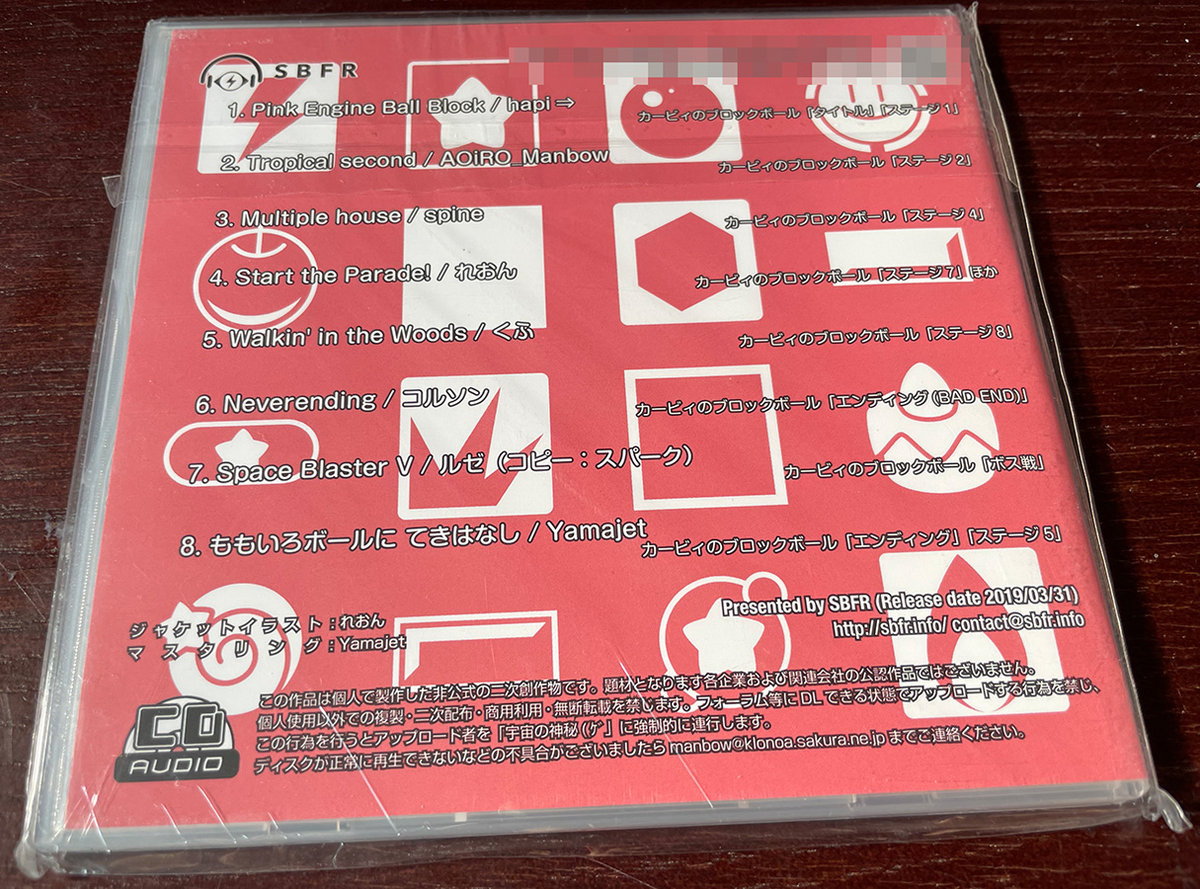 SBFR
1. Pink Engine Ball Block / hapi⇒ カービィのブロックボール「タイトル」「ステージ1」
2. Tropical second / AOiRO_Manbow カービィのブロックボール「ステージ2」
3. Multiple house / spine カービィのブロックボール「ステージ4」
4. Start the Parade! / れおん カービィのブロックボール「ステージ7」ほか
5. Walkin' in the Woods / くふ カービィのブロックボール「ステージ8」
6. Neverending / コルソン カービィのブロックボール「エンディング(BAD END)」
7. Space Blaster V / ルゼ（コピー：スパーク） カービィのブロックボール「ボス戦」
8. ももいろボールに てきはなし / Yamajet カービィのブロックボール「エンディング」「ステージ5」
Presented by SBFR (Release date 2019/03/31)
http://sbfr.info/ contact@sbfr.info
ジャケットイラスト：れおん
マスタリング：Yamajet
この作品は個人で製作した非公式の二次創作物です。題材となります各企業および関連会社の公認作品ではございません。
個人使用以外での複製・二次配布・商用利用・無断転載を禁じます。フォーラム等にDLできる状態でアップロードする行為を禁じ、
この行為を行うとアップロード者を「宇宙の神秘(ゲ」に強制的に連行します。
ディスクが正常に再生できないなどの不具合がございましたら manbow@klonoa.sakura.ne.jp までご連絡ください。
CD
AUDIO